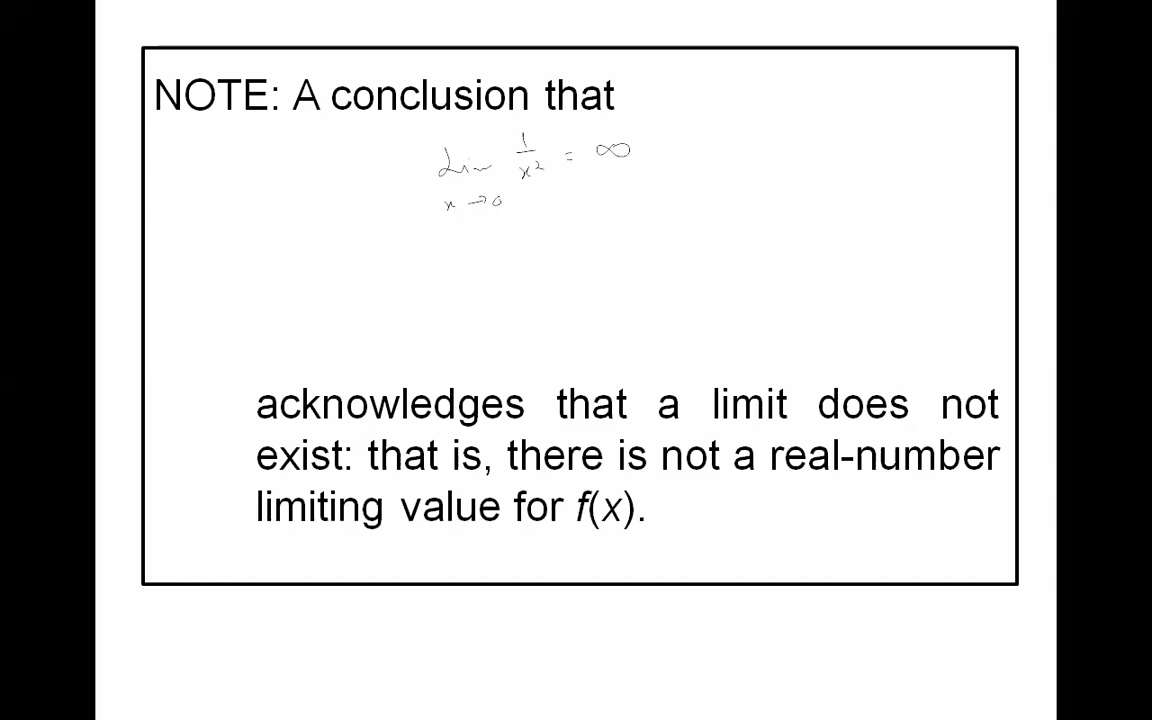 NOTE: A conclusion that
Lim 1/x² = ∞
x → 0
acknowledges that a limit does not
exist: that is, there is not a real-number
limiting value for f(x).